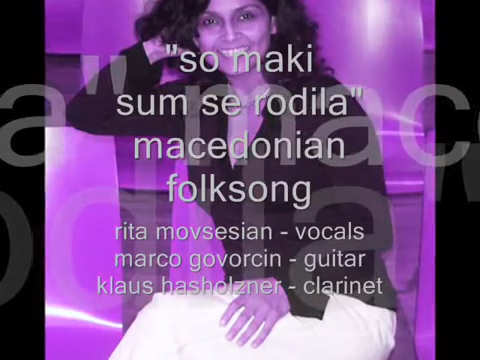 "so maki
sum se rodila"
macedonian
folksong
rita movsesian - vocals
marco govorcin - guitar
klaus hasholzner - clarinet